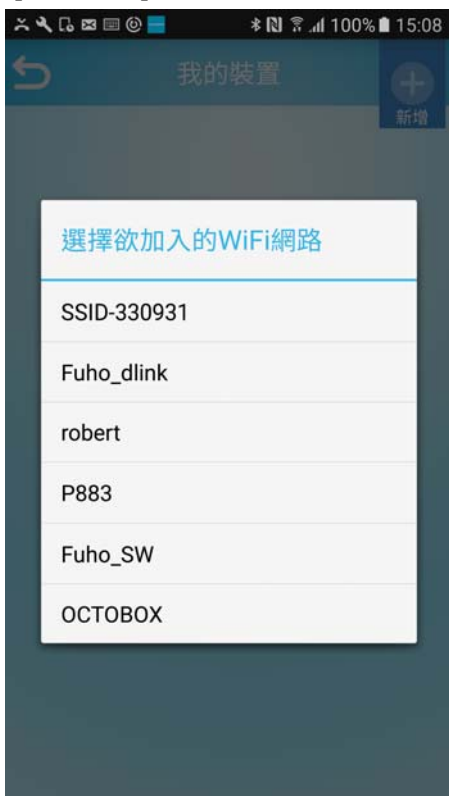 100% 15:08
我的裝置
新增
選擇欲加入的WiFi網路
SSID-330931
Fuho_dlink
robert
P883
Fuho_SW
OCTOBOX